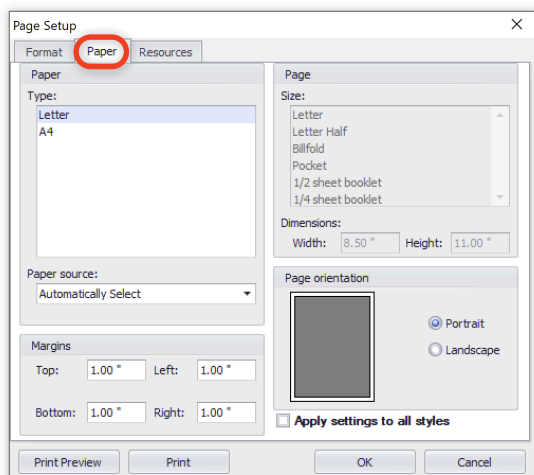 Page Setup
Format Paper Resources
Paper
Type:
Letter
A4
Paper source:
Automatically Select
Margins
Top: 1.00 " Left: 1.00 "
Bottom: 1.00 " Right: 1.00 "
Page
Size:
Letter
Letter Half
Billfold
Pocket
1/2 sheet booklet
1/4 sheet booklet
Dimensions:
Width: 8.50 " Height: 11.00 "
Page orientation
Portrait
Landscape
Apply settings to all styles
Print Preview Print OK Cancel